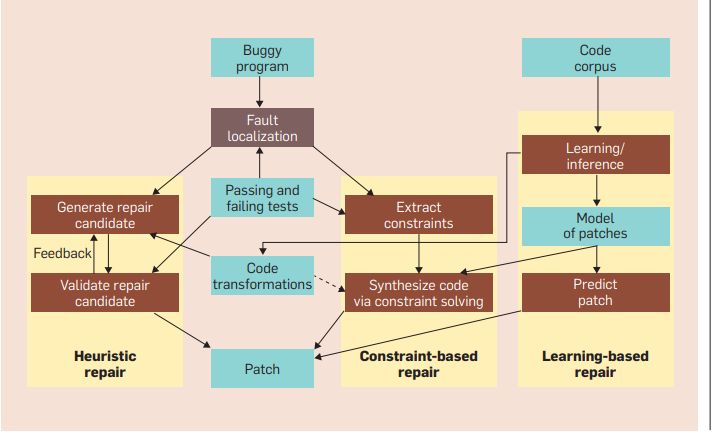 Buggy
program
Code
corpus
Fault
localization
Learning/
inference
Passing and
failing tests
Generate repair
candidate
Extract
constraints
Model
of patches
Feedback
Code
transformations
Validate repair
candidate
Synthesize code
via constraint solving
Predict
patch
Heuristic
repair
Patch
Constraint-based
repair
Learning-based
repair